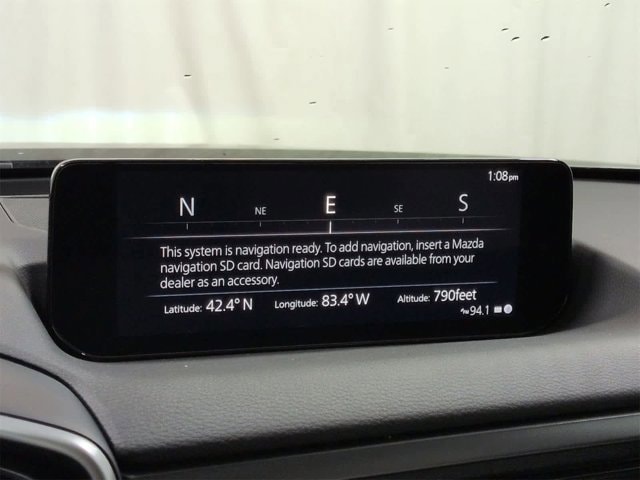 1:08pm
N NE E SE S
This system is navigation ready. To add navigation, insert a Mazda
navigation SD card. Navigation SD cards are available from your
dealer as an accessory.
Latitude: 42.4° N Longitude: 83.4° W Altitude: 790feet
94.1